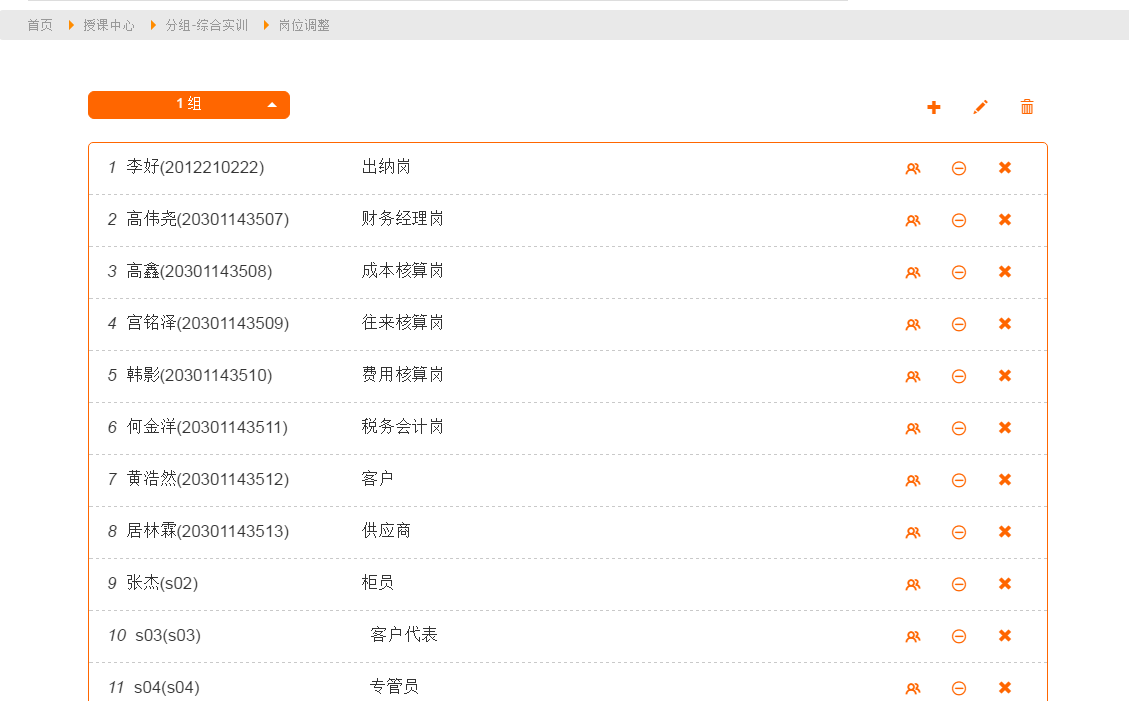 首页 授课中心 分组-综合实训 岗位调整
1 组
1 李好(2012210222) 出纳岗
2 高伟尧(20301143507) 财务经理岗
3 高鑫(20301143508) 成本核算岗
4 宫铭泽(20301143509) 往来核算岗
5 韩影(20301143510) 费用核算岗
6 何金洋(20301143511) 税务会计岗
7 黄浩然(20301143512) 客户
8 居林霖(20301143513) 供应商
9 张杰(s02) 柜员
10 s03(s03) 客户代表
11 s04(s04) 专管员